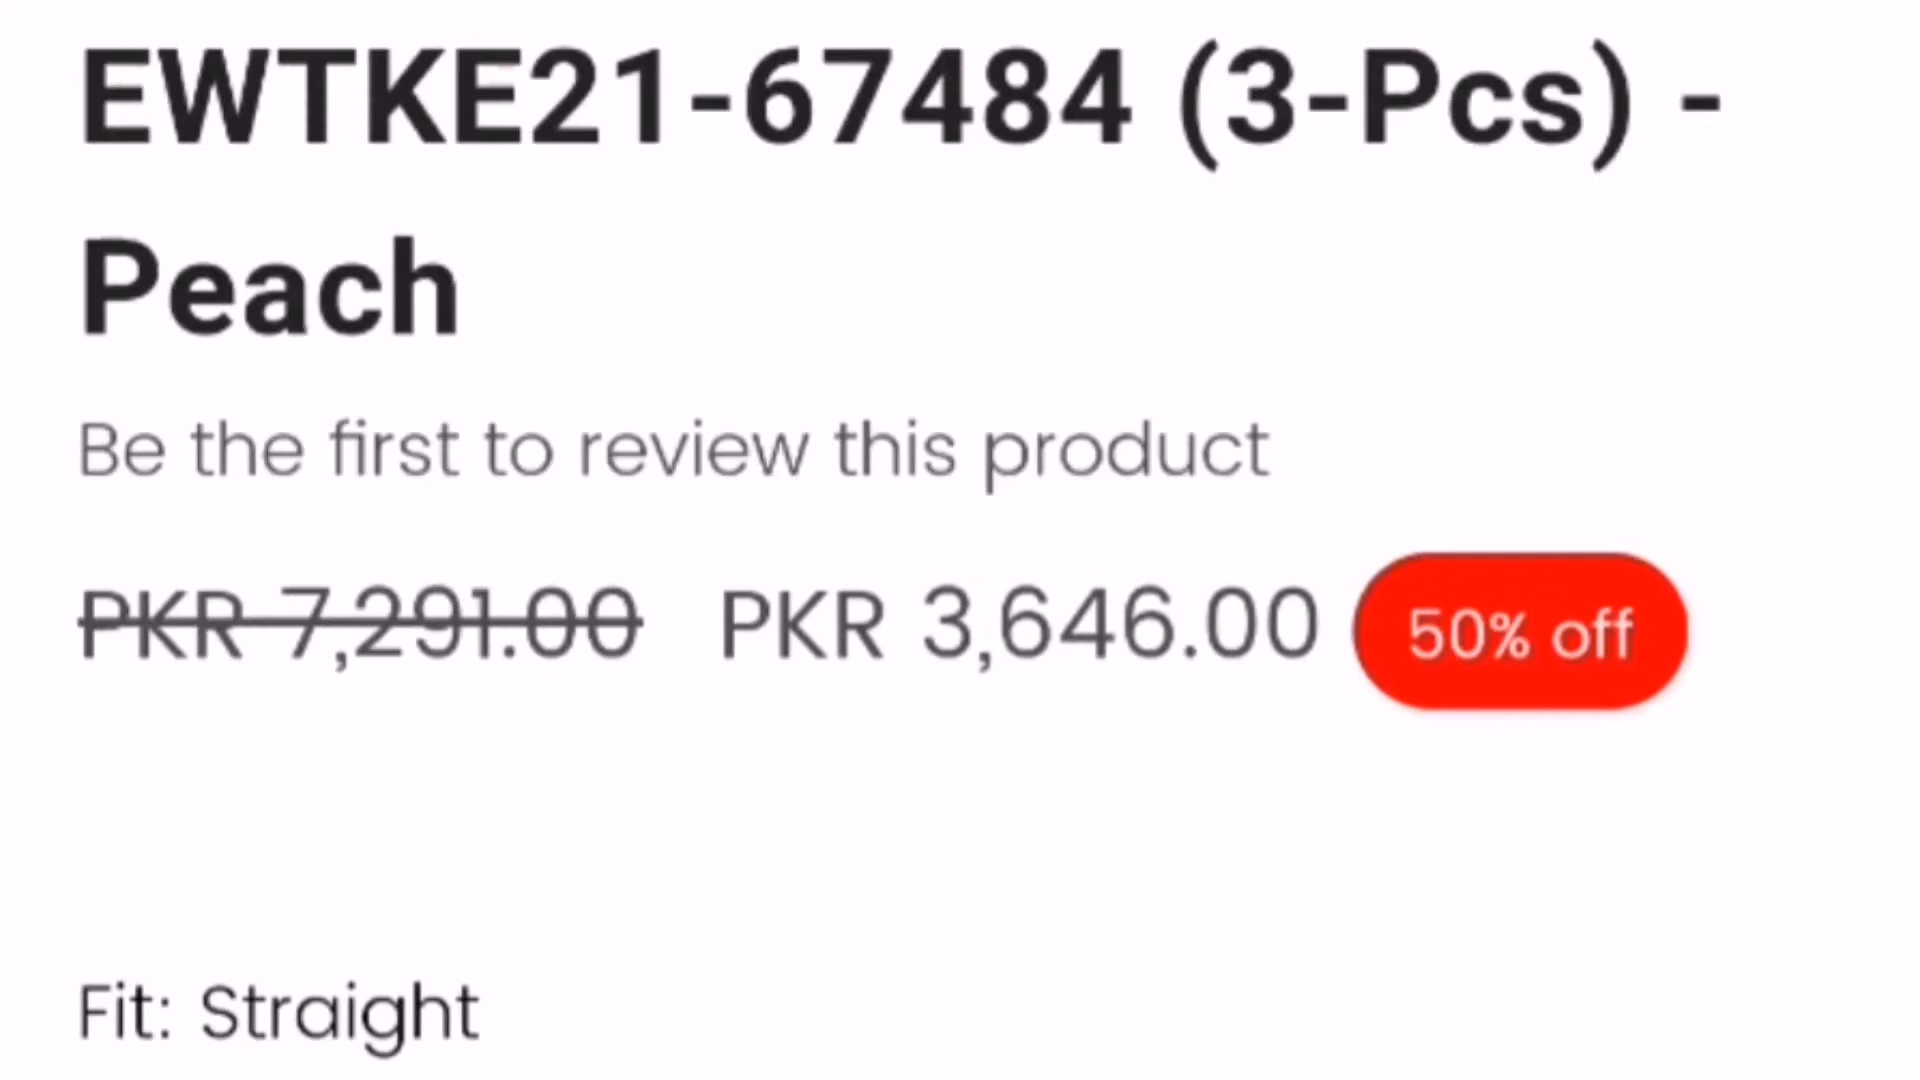 EWTKE21-67484 (3-Pcs) -
Peach
Be the first to review this product
PKR 7,291.00 PKR 3,646.00 50% off
Fit: Straight